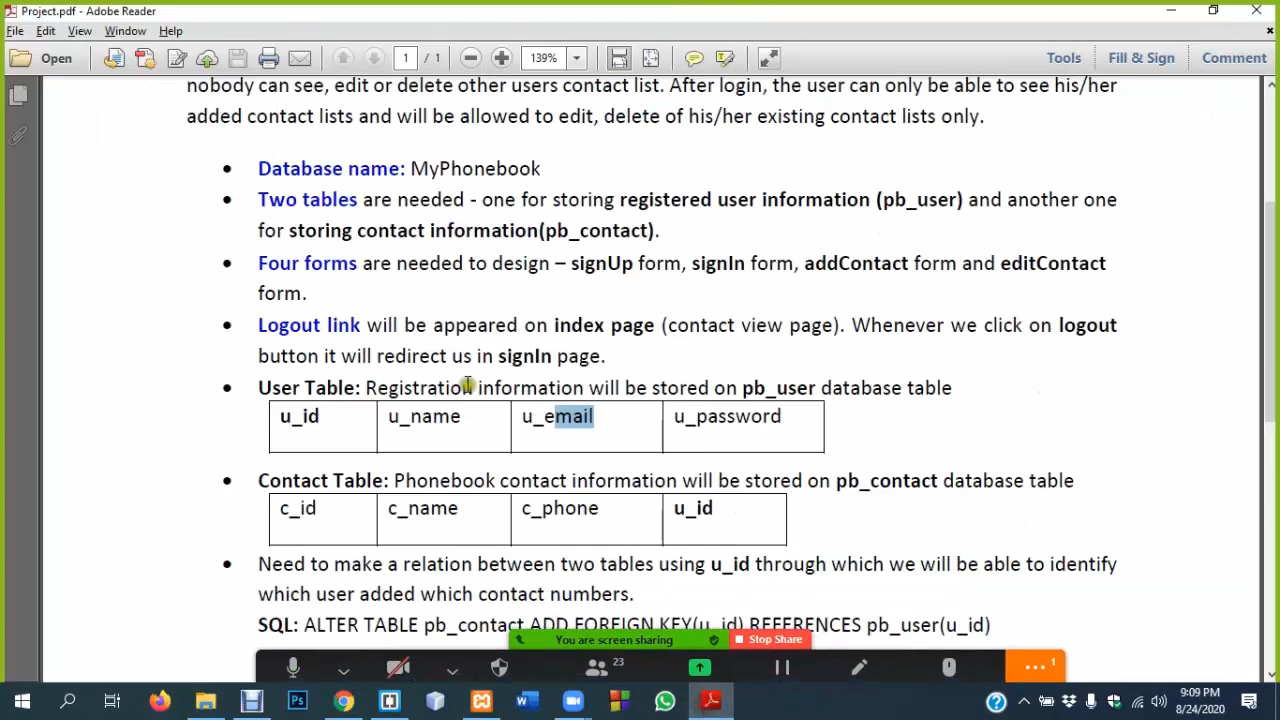 Project.pdf - Adobe Reader
File Edit View Window Help
Open 1 / 1 139% Tools Fill & Sign Comment
nobody can see, edit or delete other users contact list. After login, the user can only be able to see his/her
added contact lists and will be allowed to edit, delete of his/her existing contact lists only.
• Database name: MyPhonebook
• Two tables are needed - one for storing registered user information (pb_user) and another one
for storing contact information(pb_contact).
• Four forms are needed to design – signUp form, signIn form, addContact form and editContact
form.
• Logout link will be appeared on index page (contact view page). Whenever we click on logout
button it will redirect us in signIn page.
• User Table: Registration information will be stored on pb_user database table
u_id u_name u_email u_password
• Contact Table: Phonebook contact information will be stored on pb_contact database table
c_id c_name c_phone u_id
• Need to make a relation between two tables using u_id through which we will be able to identify
which user added which contact numbers.
SQL: ALTER TABLE pb_contact ADD FOREIGN KEY(u_id) REFERENCES pb_user(u_id)
You are screen sharing Stop Share
23 1
9:09 PM
8/24/2020